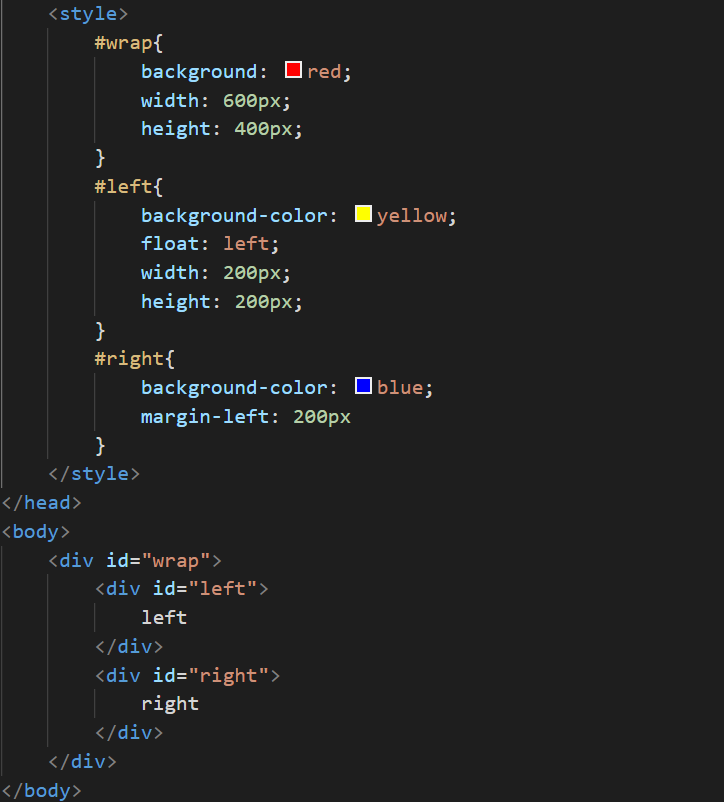 <style>
#wrap{
background: red;
width: 600px;
height: 400px;
}
#left{
background-color: yellow;
float: left;
width: 200px;
height: 200px;
}
#right{
background-color: blue;
margin-left: 200px
}
</style>
</head>
<body>
<div id="wrap">
<div id="left">
left
</div>
<div id="right">
right
</div>
</div>
</body>